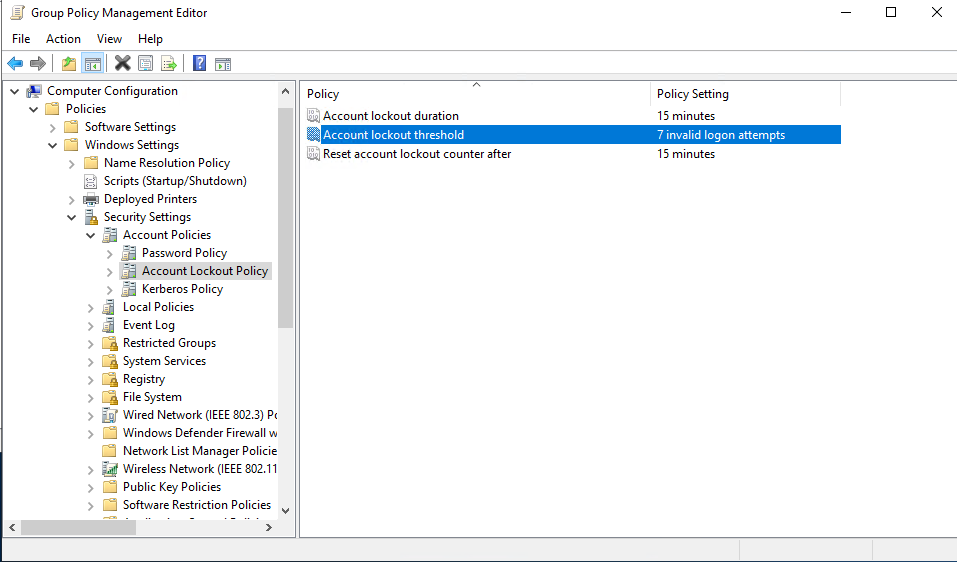 Group Policy Management Editor
File Action View Help
Computer Configuration
Policies
Software Settings
Windows Settings
Name Resolution Policy
Scripts (Startup/Shutdown)
Deployed Printers
Security Settings
Account Policies
Password Policy
Account Lockout Policy
Kerberos Policy
Local Policies
Event Log
Restricted Groups
System Services
Registry
File System
Wired Network (IEEE 802.3) Po
Windows Defender Firewall w
Network List Manager Policie
Wireless Network (IEEE 802.11
Public Key Policies
Software Restriction Policies
Policy Policy Setting
Account lockout duration 15 minutes
Account lockout threshold 7 invalid logon attempts
Reset account lockout counter after 15 minutes